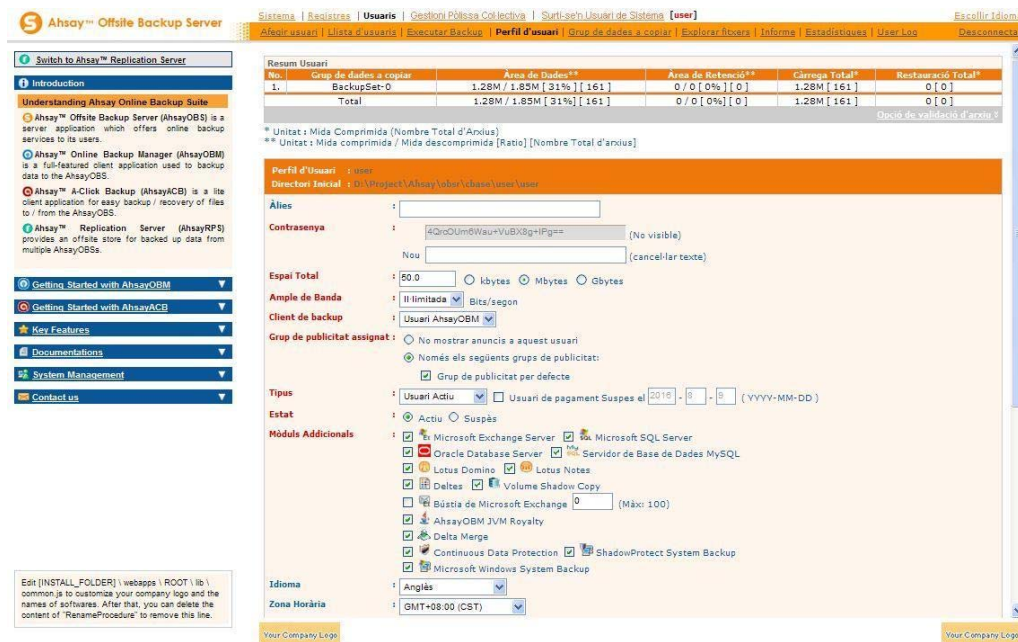 Ahsay™ Offsite Backup Server
Sistema | Registres | Usuaris | Gestioni Pólissa Col·lectiva | Surti-se'n Usuari de Sistema [user] Escollir Idioma
Afegir usuari | Llista d'usuaris | Executar Backup | Perfil d'usuari | Grup de dades a copiar | Explorar fitxers | Informe | Estadístiques | User Log Desconnecta
Switch to Ahsay™ Replication Server
Introduction
Understanding Ahsay Online Backup Suite
Ahsay™ Offsite Backup Server (AhsayOBS) is a server application which offers online backup services to its users.
Ahsay™ Online Backup Manager (AhsayOBM) is a full-featured client application used to backup data to the AhsayOBS.
Ahsay™ A-Click Backup (AhsayACB) is a lite client application for easy backup / recovery of files to / from the AhsayOBS.
Ahsay™ Replication Server (AhsayRPS) provides an offsite store for backed up data from multiple AhsayOBSs.
Getting Started with AhsayOBM
Getting Started with AhsayACB
Key Features
Documentations
System Management
Contact us
Edit [INSTALL_FOLDER] \ webapps \ ROOT \ lib \ common.js to customize your company logo and the names of softwares. After that, you can delete the content of "RenameProcedure" to remove this line.
Resum Usuari
No. Grup de dades a copiar Àrea de Dades** Àrea de Retenció** Càrrega Total* Restauració Total*
1. BackupSet-0 1.28M / 1.85M [ 31% ] [ 161 ] 0 / 0 [ 0% ] [ 0 ] 1.28M [ 161 ] 0 [ 0 ]
Total 1.28M / 1.85M [ 31%] [ 161 ] 0 / 0 [ 0%] [ 0 ] 1.28M [ 161 ] 0 [ 0 ]
Opció de validació d'arxiu
* Unitat : Mida Comprimida (Nombre Total d'Arxius)
** Unitat : Mida comprimida / Mida descomprimida [Ratio] [Nombre Total d'arxius]
Perfil d'Usuari : user
Directori Inicial : D:\Project\Ahsay\obsr\cbase\user\user
Àlies :
Contrasenya : (No visible)
Nou (cancel·lar texte)
Espai Total : 50.0 kbytes Mbytes Gbytes
Ample de Banda : Il·limitada Bits/segon
Client de backup : Usuari AhsayOBM
Grup de publicitat assignat : No mostrar anuncis a aquest usuari
Només els següents grups de publicitat:
Grup de publicitat per defecte
Tipus : Usuari Actiu Usuari de pagament Suspes el 2016 - 8 - 9 ( YYYY-MM-DD )
Estat : Actiu Suspès
Mòduls Addicionals : Microsoft Exchange Server Microsoft SQL Server
Oracle Database Server Servidor de Base de Dades MySQL
Lotus Domino Lotus Notes
Deltes Volume Shadow Copy
Bústia de Microsoft Exchange 0 (Màx: 100)
AhsayOBM JVM Royalty
Delta Merge
Continuous Data Protection ShadowProtect System Backup
Microsoft Windows System Backup
Idioma : Anglès
Zona Horària : GMT+08:00 (CST)
Your Company Logo Your Company Logo